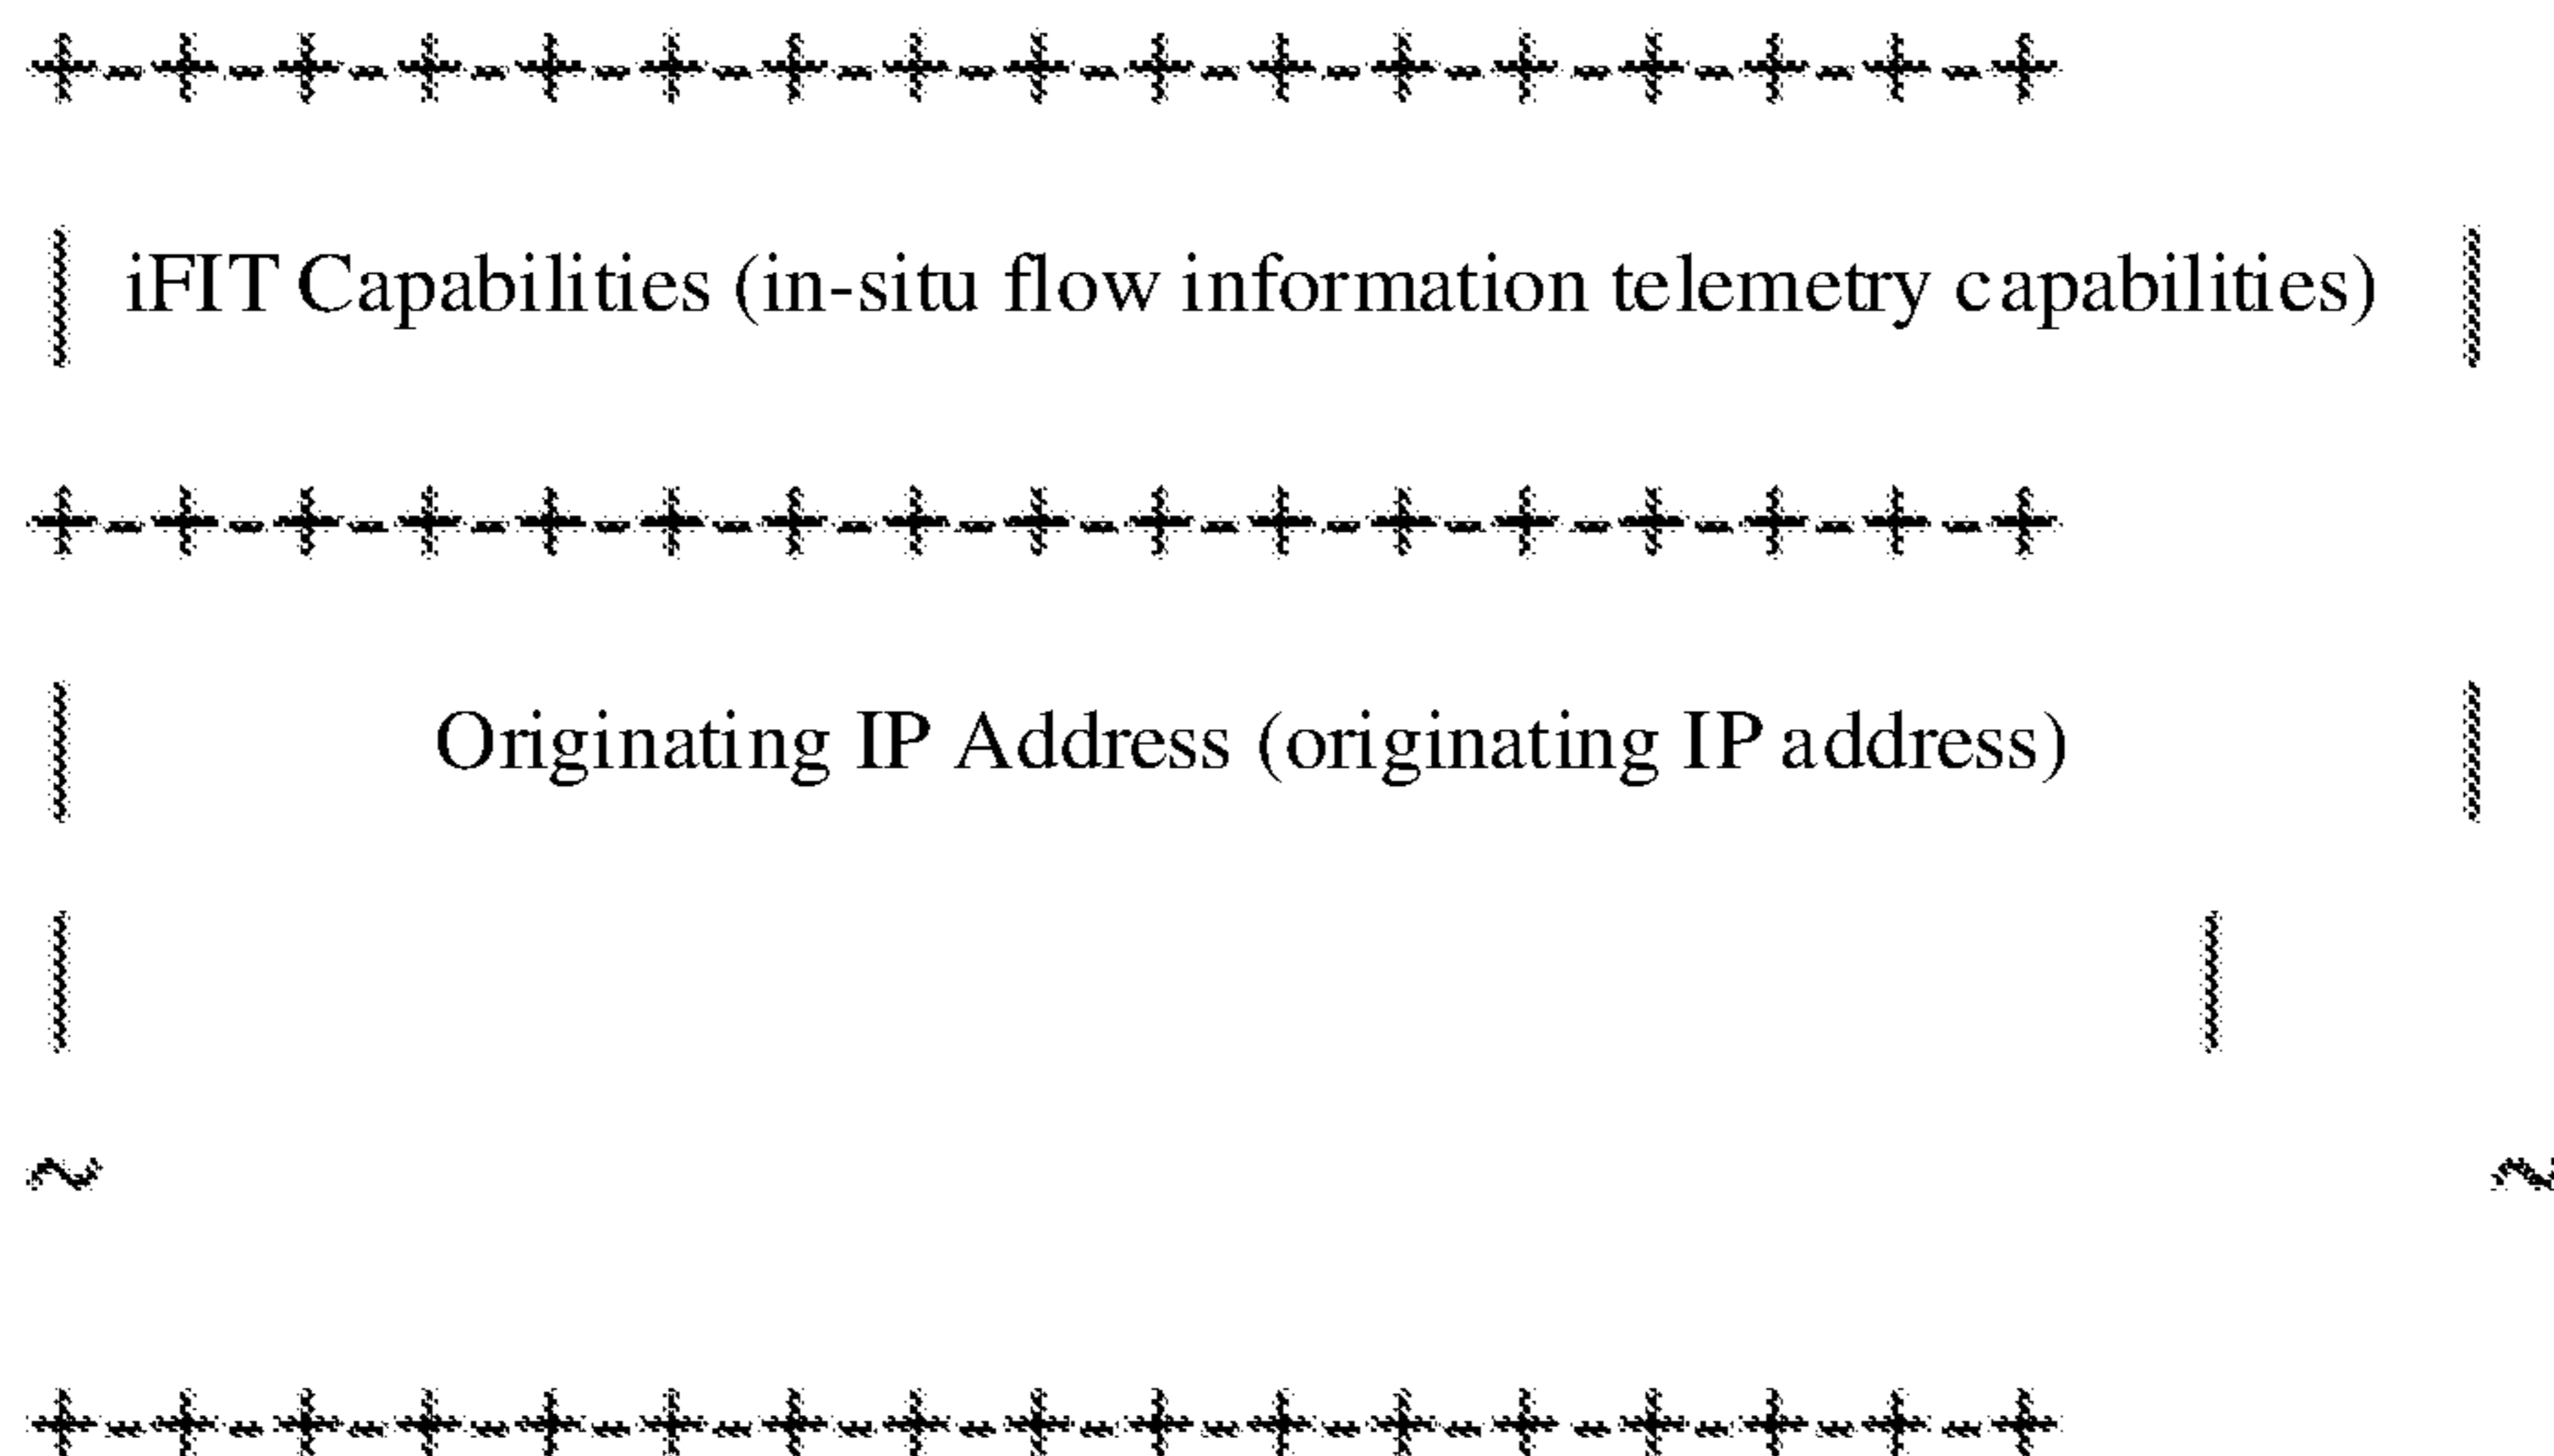 +-+-+-+-+-+-+-+-+-+-+-+-+-+-+-+-+
| iFIT Capabilities (in-situ flow information telemetry capabilities) |
+-+-+-+-+-+-+-+-+-+-+-+-+-+-+-+-+
| Originating IP Address (originating IP address) |
| |
~ ~
+-+-+-+-+-+-+-+-+-+-+-+-+-+-+-+-+